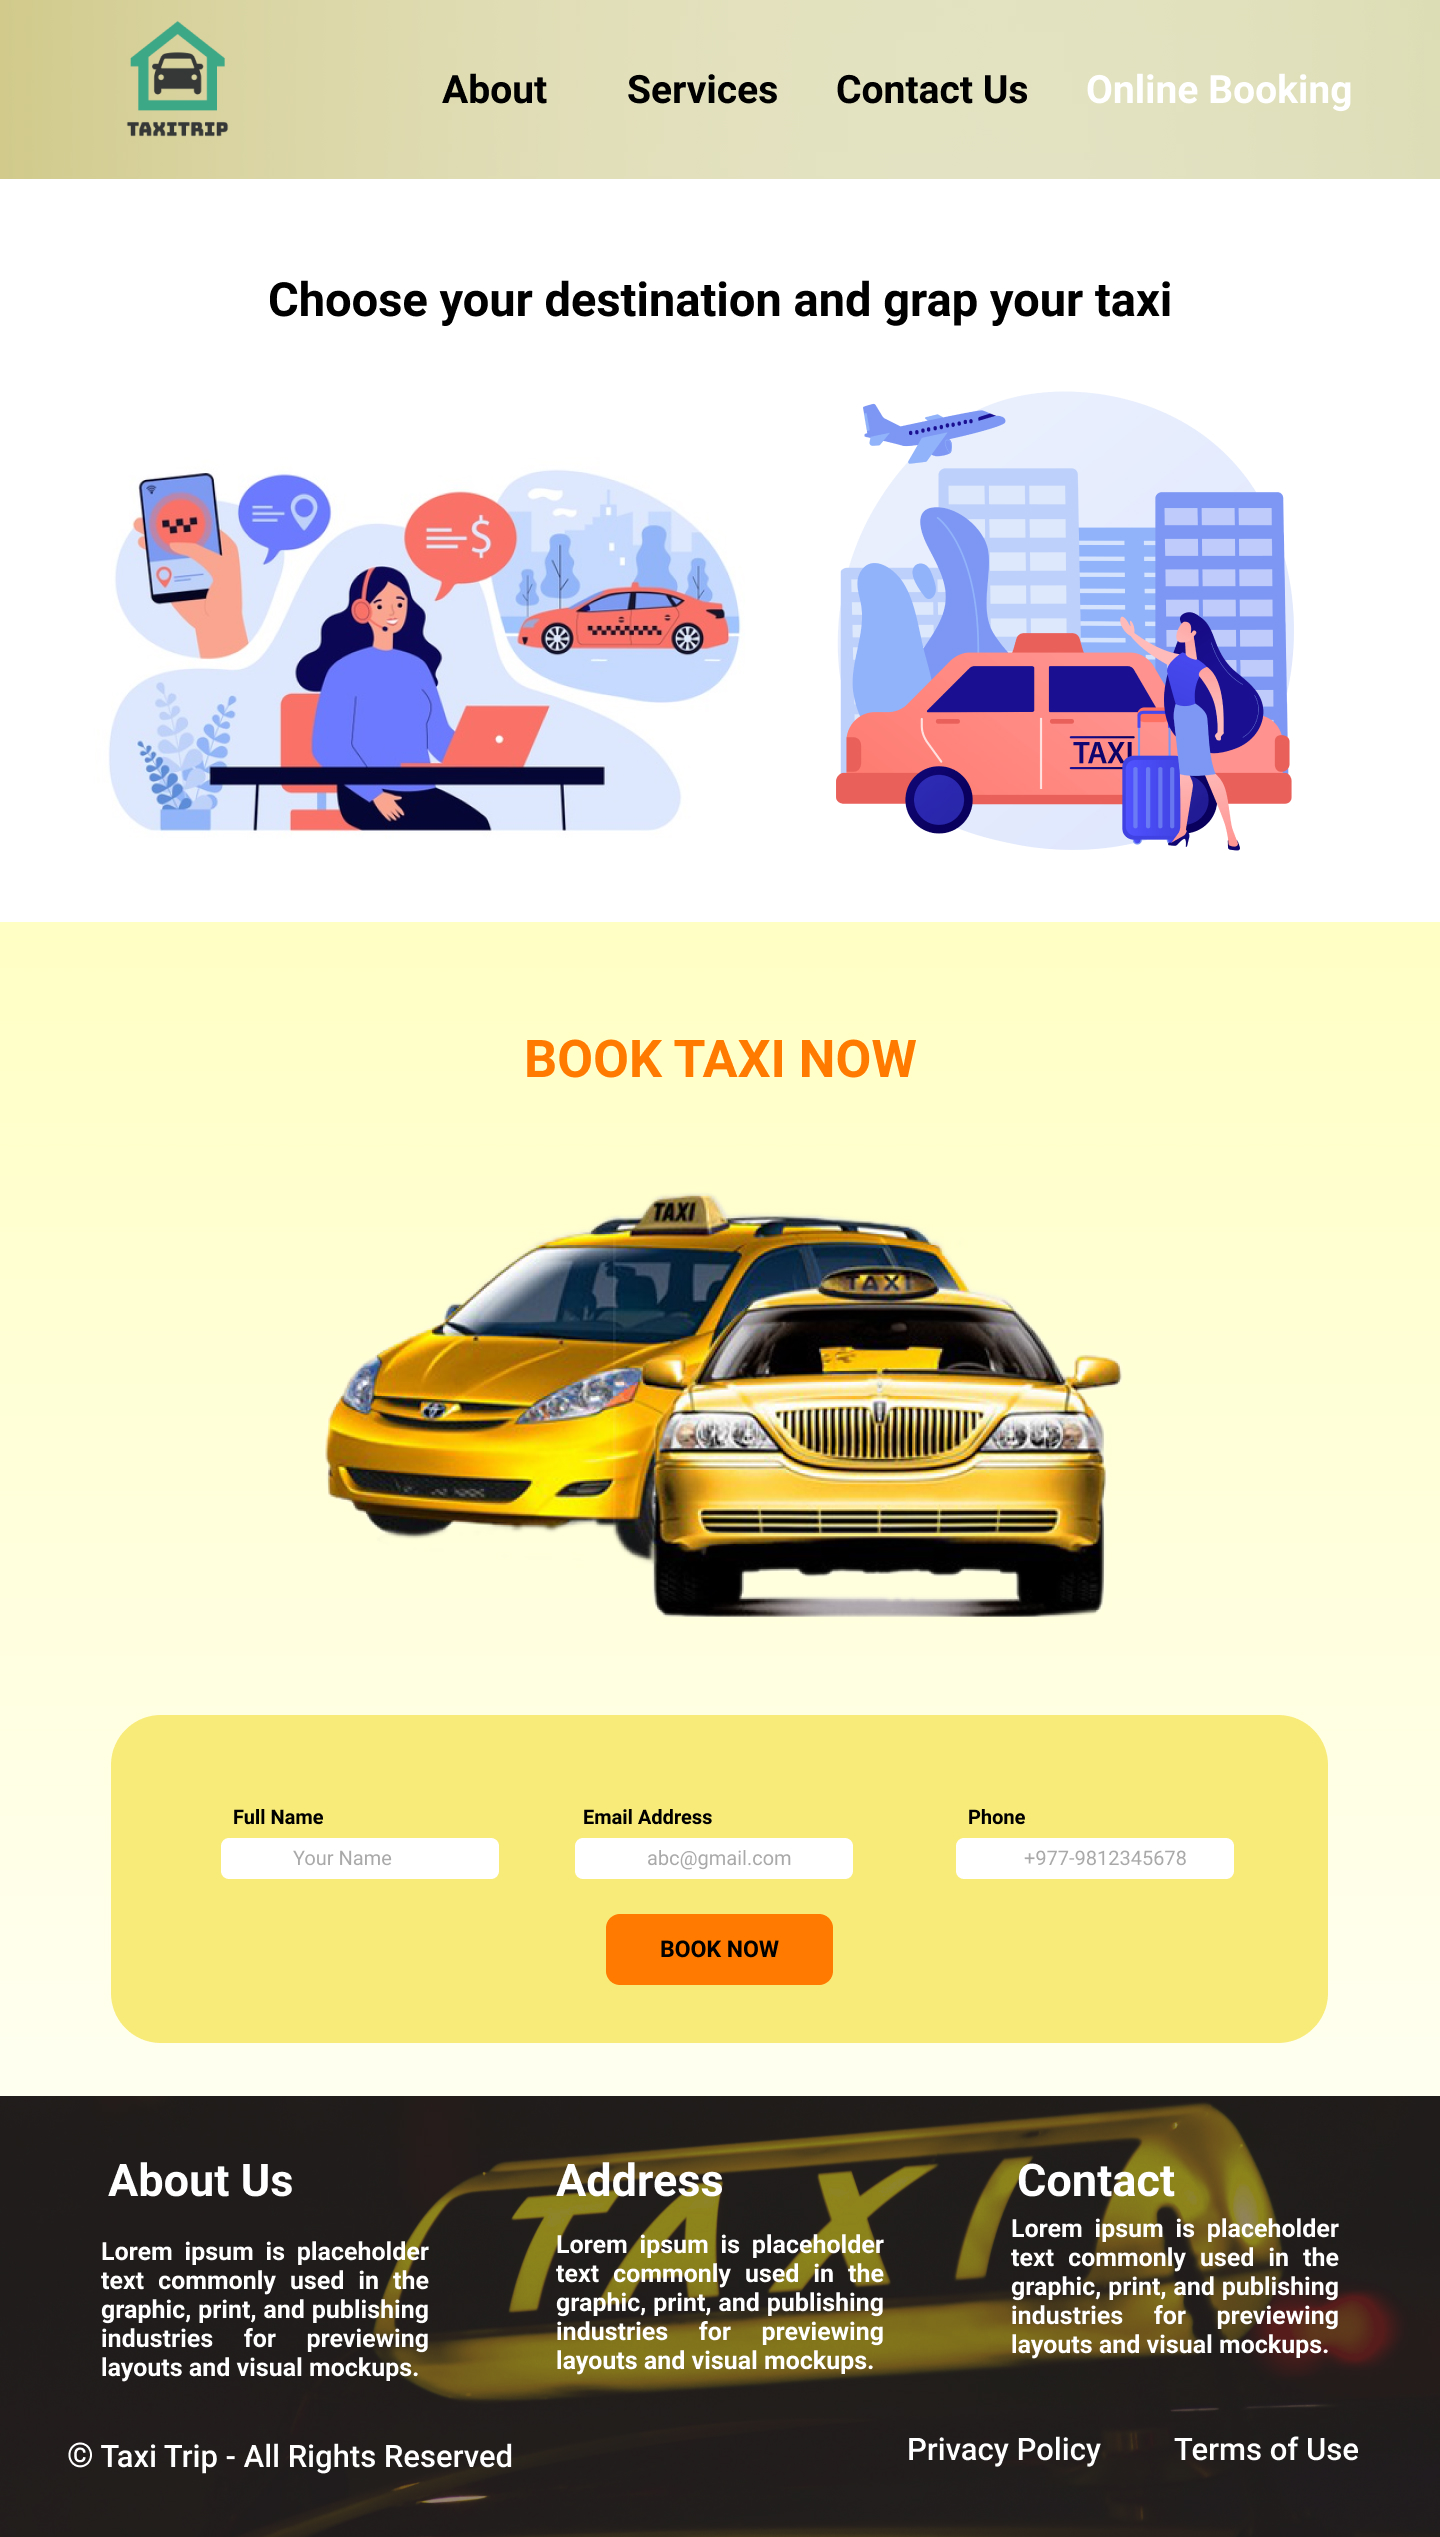 TAXITRIP
About Services Contact Us Online Booking
Choose your destination and grap your taxi
$
TAXI
BOOK TAXI NOW
TAXI
TAXI
Full Name Email Address Phone
Your Name abc@gmail.com +977-9812345678
BOOK NOW
TAXI
About Us
Lorem ipsum is placeholder
text commonly used in the
graphic, print, and publishing
industries for previewing
layouts and visual mockups.
Address
Lorem ipsum is placeholder
text commonly used in the
graphic, print, and publishing
industries for previewing
layouts and visual mockups.
Contact
Lorem ipsum is placeholder
text commonly used in the
graphic, print, and publishing
industries for previewing
layouts and visual mockups.
© Taxi Trip - All Rights Reserved
Privacy Policy Terms of Use